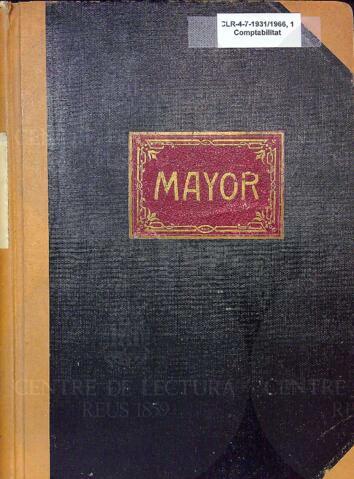 CLR-4-7-1931/1966, 1
Comptabilitat
MAYOR
CENTRE DE LECTURA
REUS 1859